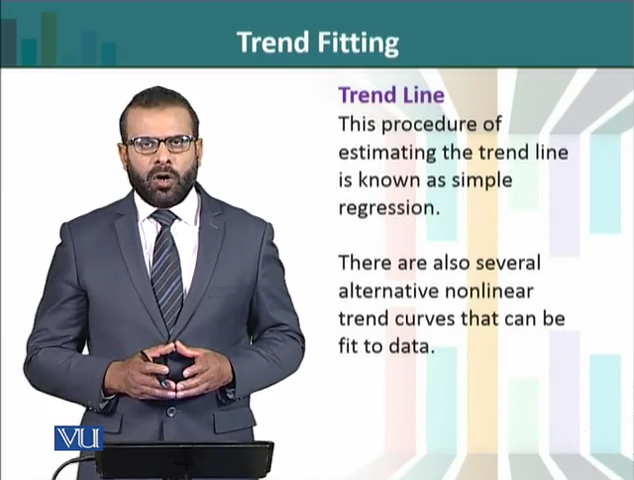 Trend Fitting
Trend Line
This procedure of
estimating the trend line
is known as simple
regression.
There are also several
alternative nonlinear
trend curves that can be
fit to data.
VU